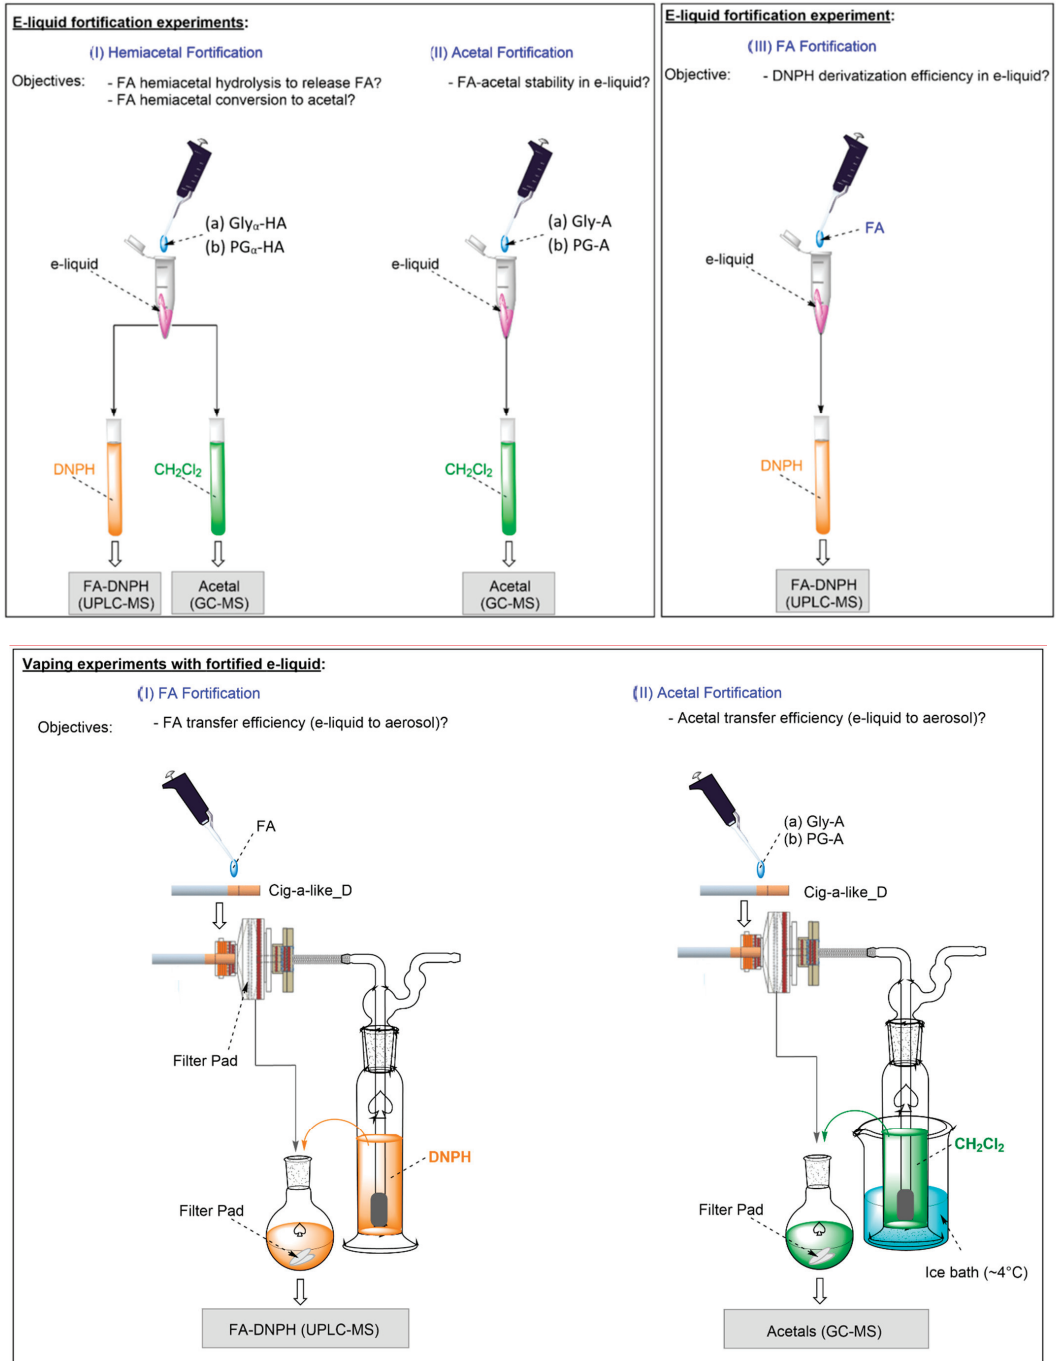 E-liquid fortification experiments:
(I) Hemiacetal Fortification
Objectives:
- FA hemiacetal hydrolysis to release FA?
- FA hemiacetal conversion to acetal?
(a) Glyα-HA
(b) PGα-HA
e-liquid
DNPH
CH2Cl2
FA-DNPH
(UPLC-MS)
Acetal
(GC-MS)
(II) Acetal Fortification
- FA-acetal stability in e-liquid?
(a) Gly-A
(b) PG-A
CH2Cl2
Acetal
(GC-MS)
E-liquid fortification experiment:
(III) FA Fortification
Objective:
- DNPH derivatization efficiency in e-liquid?
FA
e-liquid
DNPH
FA-DNPH
(UPLC-MS)
Vaping experiments with fortified e-liquid:
(I) FA Fortification
Objectives:
- FA transfer efficiency (e-liquid to aerosol)?
FA
Cig-a-like_D
Filter Pad
DNPH
Filter Pad
FA-DNPH (UPLC-MS)
(II) Acetal Fortification
- Acetal transfer efficiency (e-liquid to aerosol)?
(a) Gly-A
(b) PG-A
Cig-a-like_D
CH2Cl2
Filter Pad
Ice bath (~4°C)
Acetals (GC-MS)